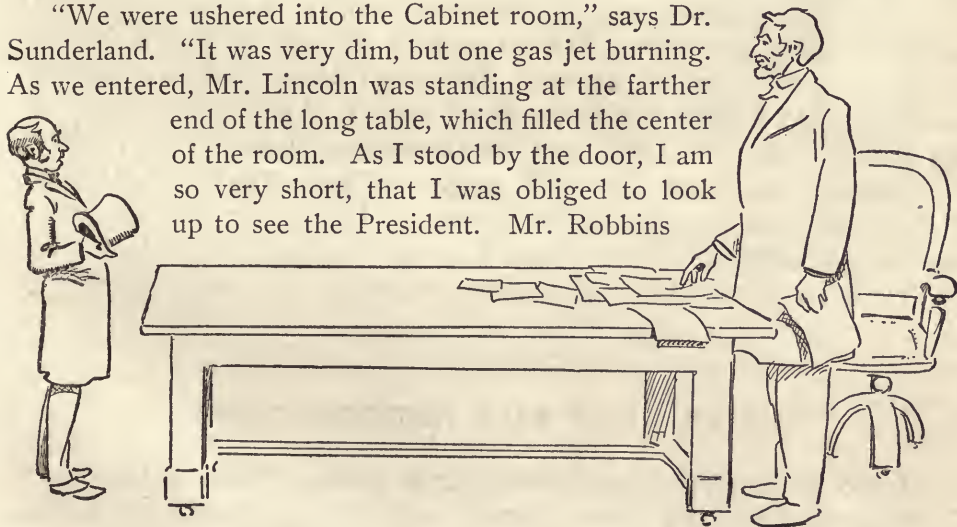 “We were ushered into the Cabinet room,” says Dr.
Sunderland. “It was very dim, but one gas jet burning.
As we entered, Mr. Lincoln was standing at the farther
end of the long table, which filled the center
of the room. As I stood by the door, I am
so very short, that I was obliged to look
up to see the President. Mr. Robbins